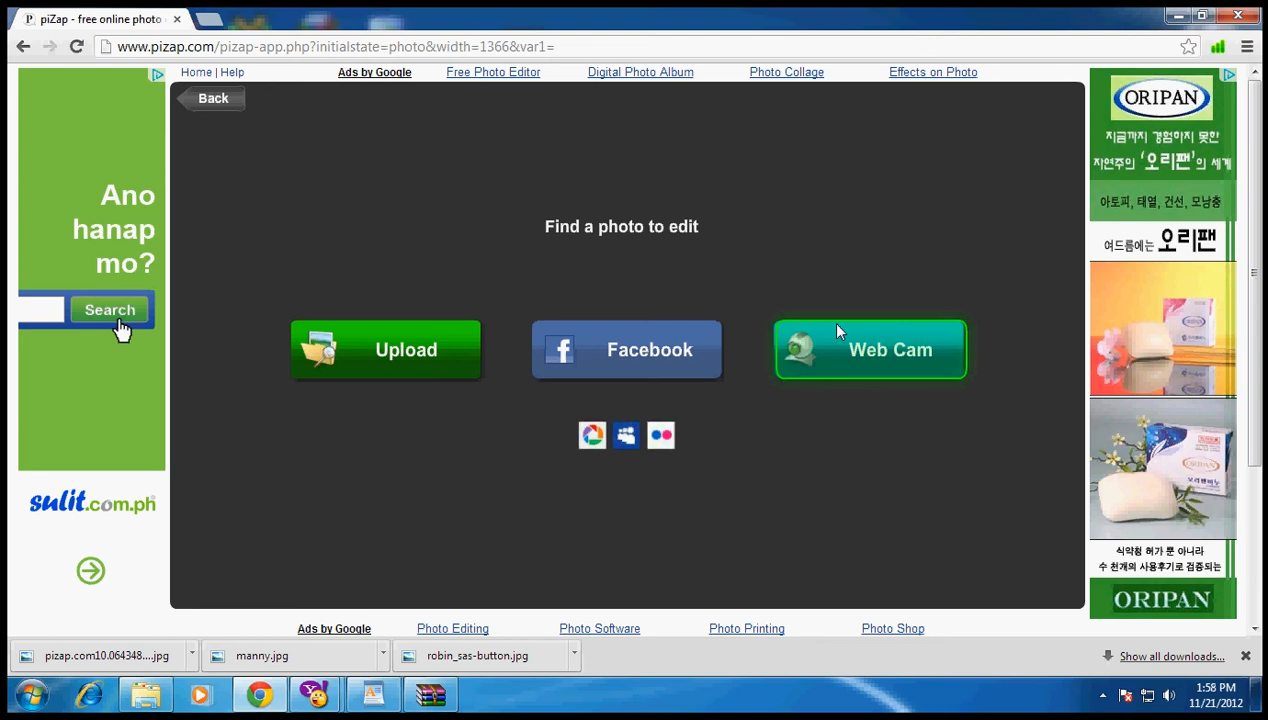 piZap - free online photo
www.pizap.com/pizap-app.php?initialstate=photo&width=1366&var1=
Home | Help
Ads by Google
Free Photo Editor
Digital Photo Album
Photo Collage
Effects on Photo
Back
Ano
hanap
mo?
Search
sulit.com.ph
Find a photo to edit
Upload
Facebook
Web Cam
ORIPAN
지금까지 경험하지 못한
자연주의 '오리팬'의 세계
아토피, 태열, 건선, 모낭충
여드름에는 오리팬
식약청 허가 뿐 아니라
수 천개의 사용후기로 검증되는
ORIPAN
Ads by Google
Photo Editing
Photo Software
Photo Printing
Photo Shop
pizap.com10.064348....jpg
manny.jpg
robin_sas-button.jpg
Show all downloads...
1:58 PM
11/21/2012